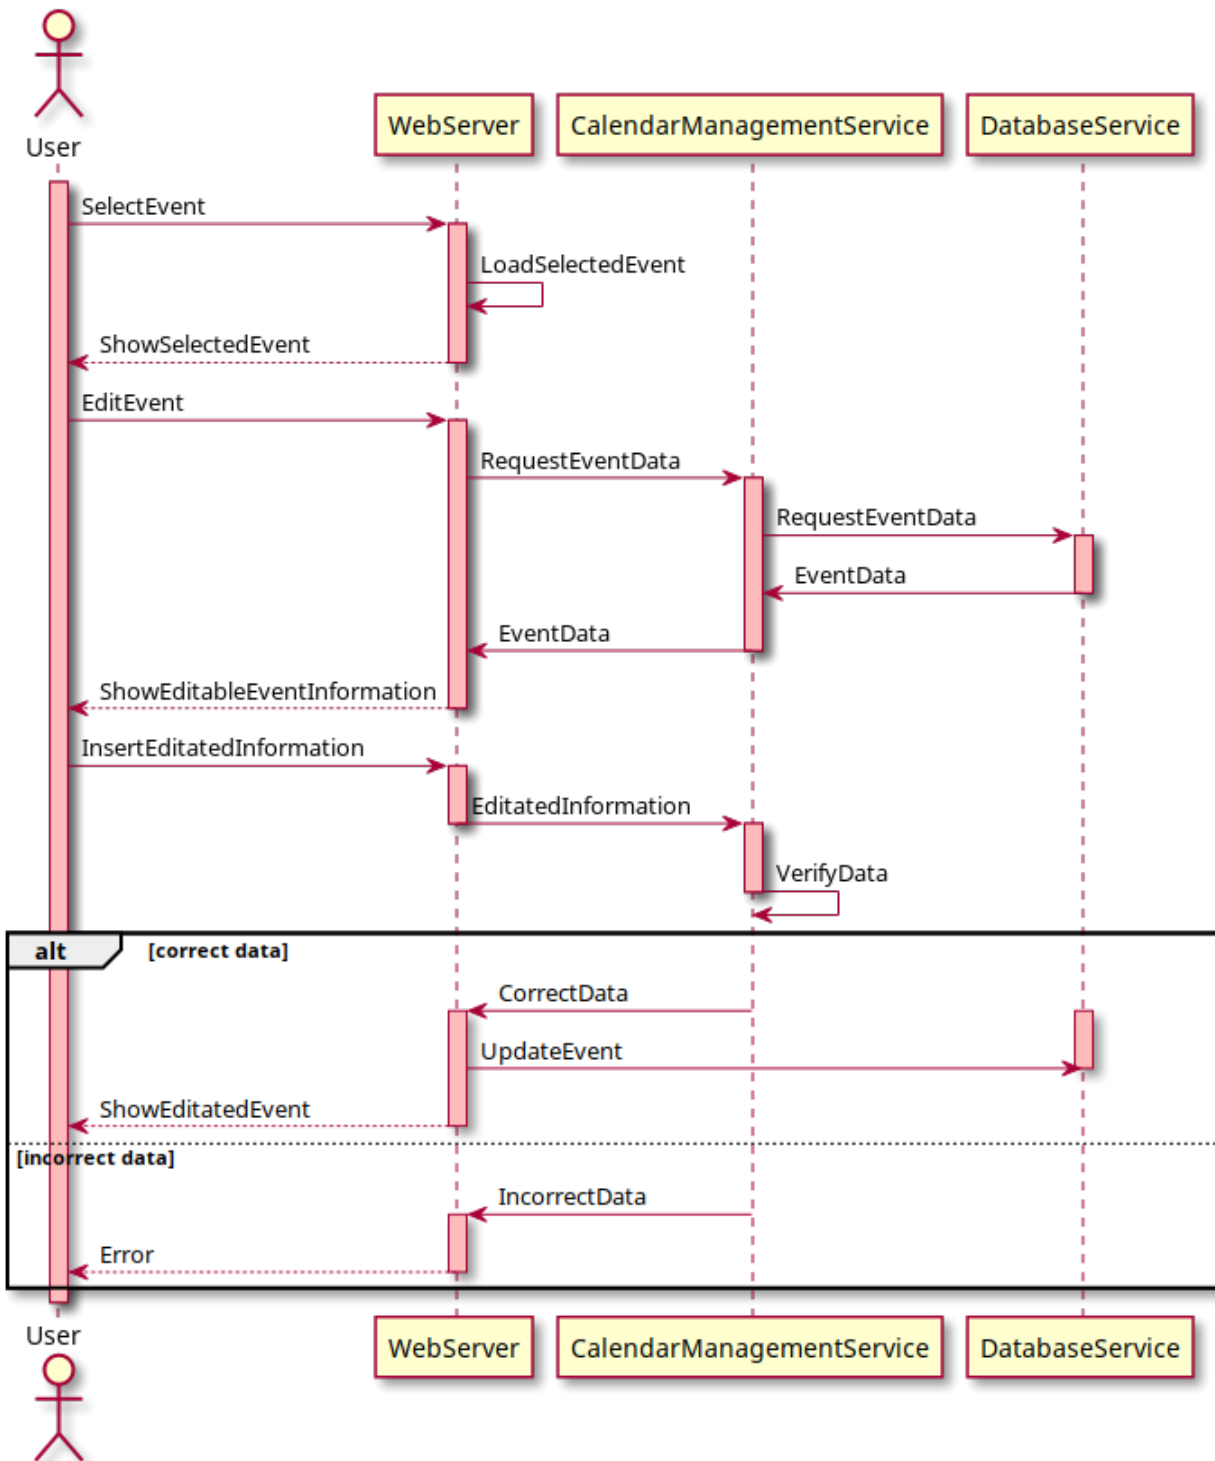 User
WebServer
CalendarManagementService
DatabaseService
SelectEvent
LoadSelectedEvent
ShowSelectedEvent
EditEvent
RequestEventData
RequestEventData
EventData
EventData
ShowEditableEventInformation
InsertEditatedInformation
EditatedInformation
VerifyData
alt [correct data]
CorrectData
UpdateEvent
ShowEditatedEvent
[incorrect data]
IncorrectData
Error
User
WebServer
CalendarManagementService
DatabaseService